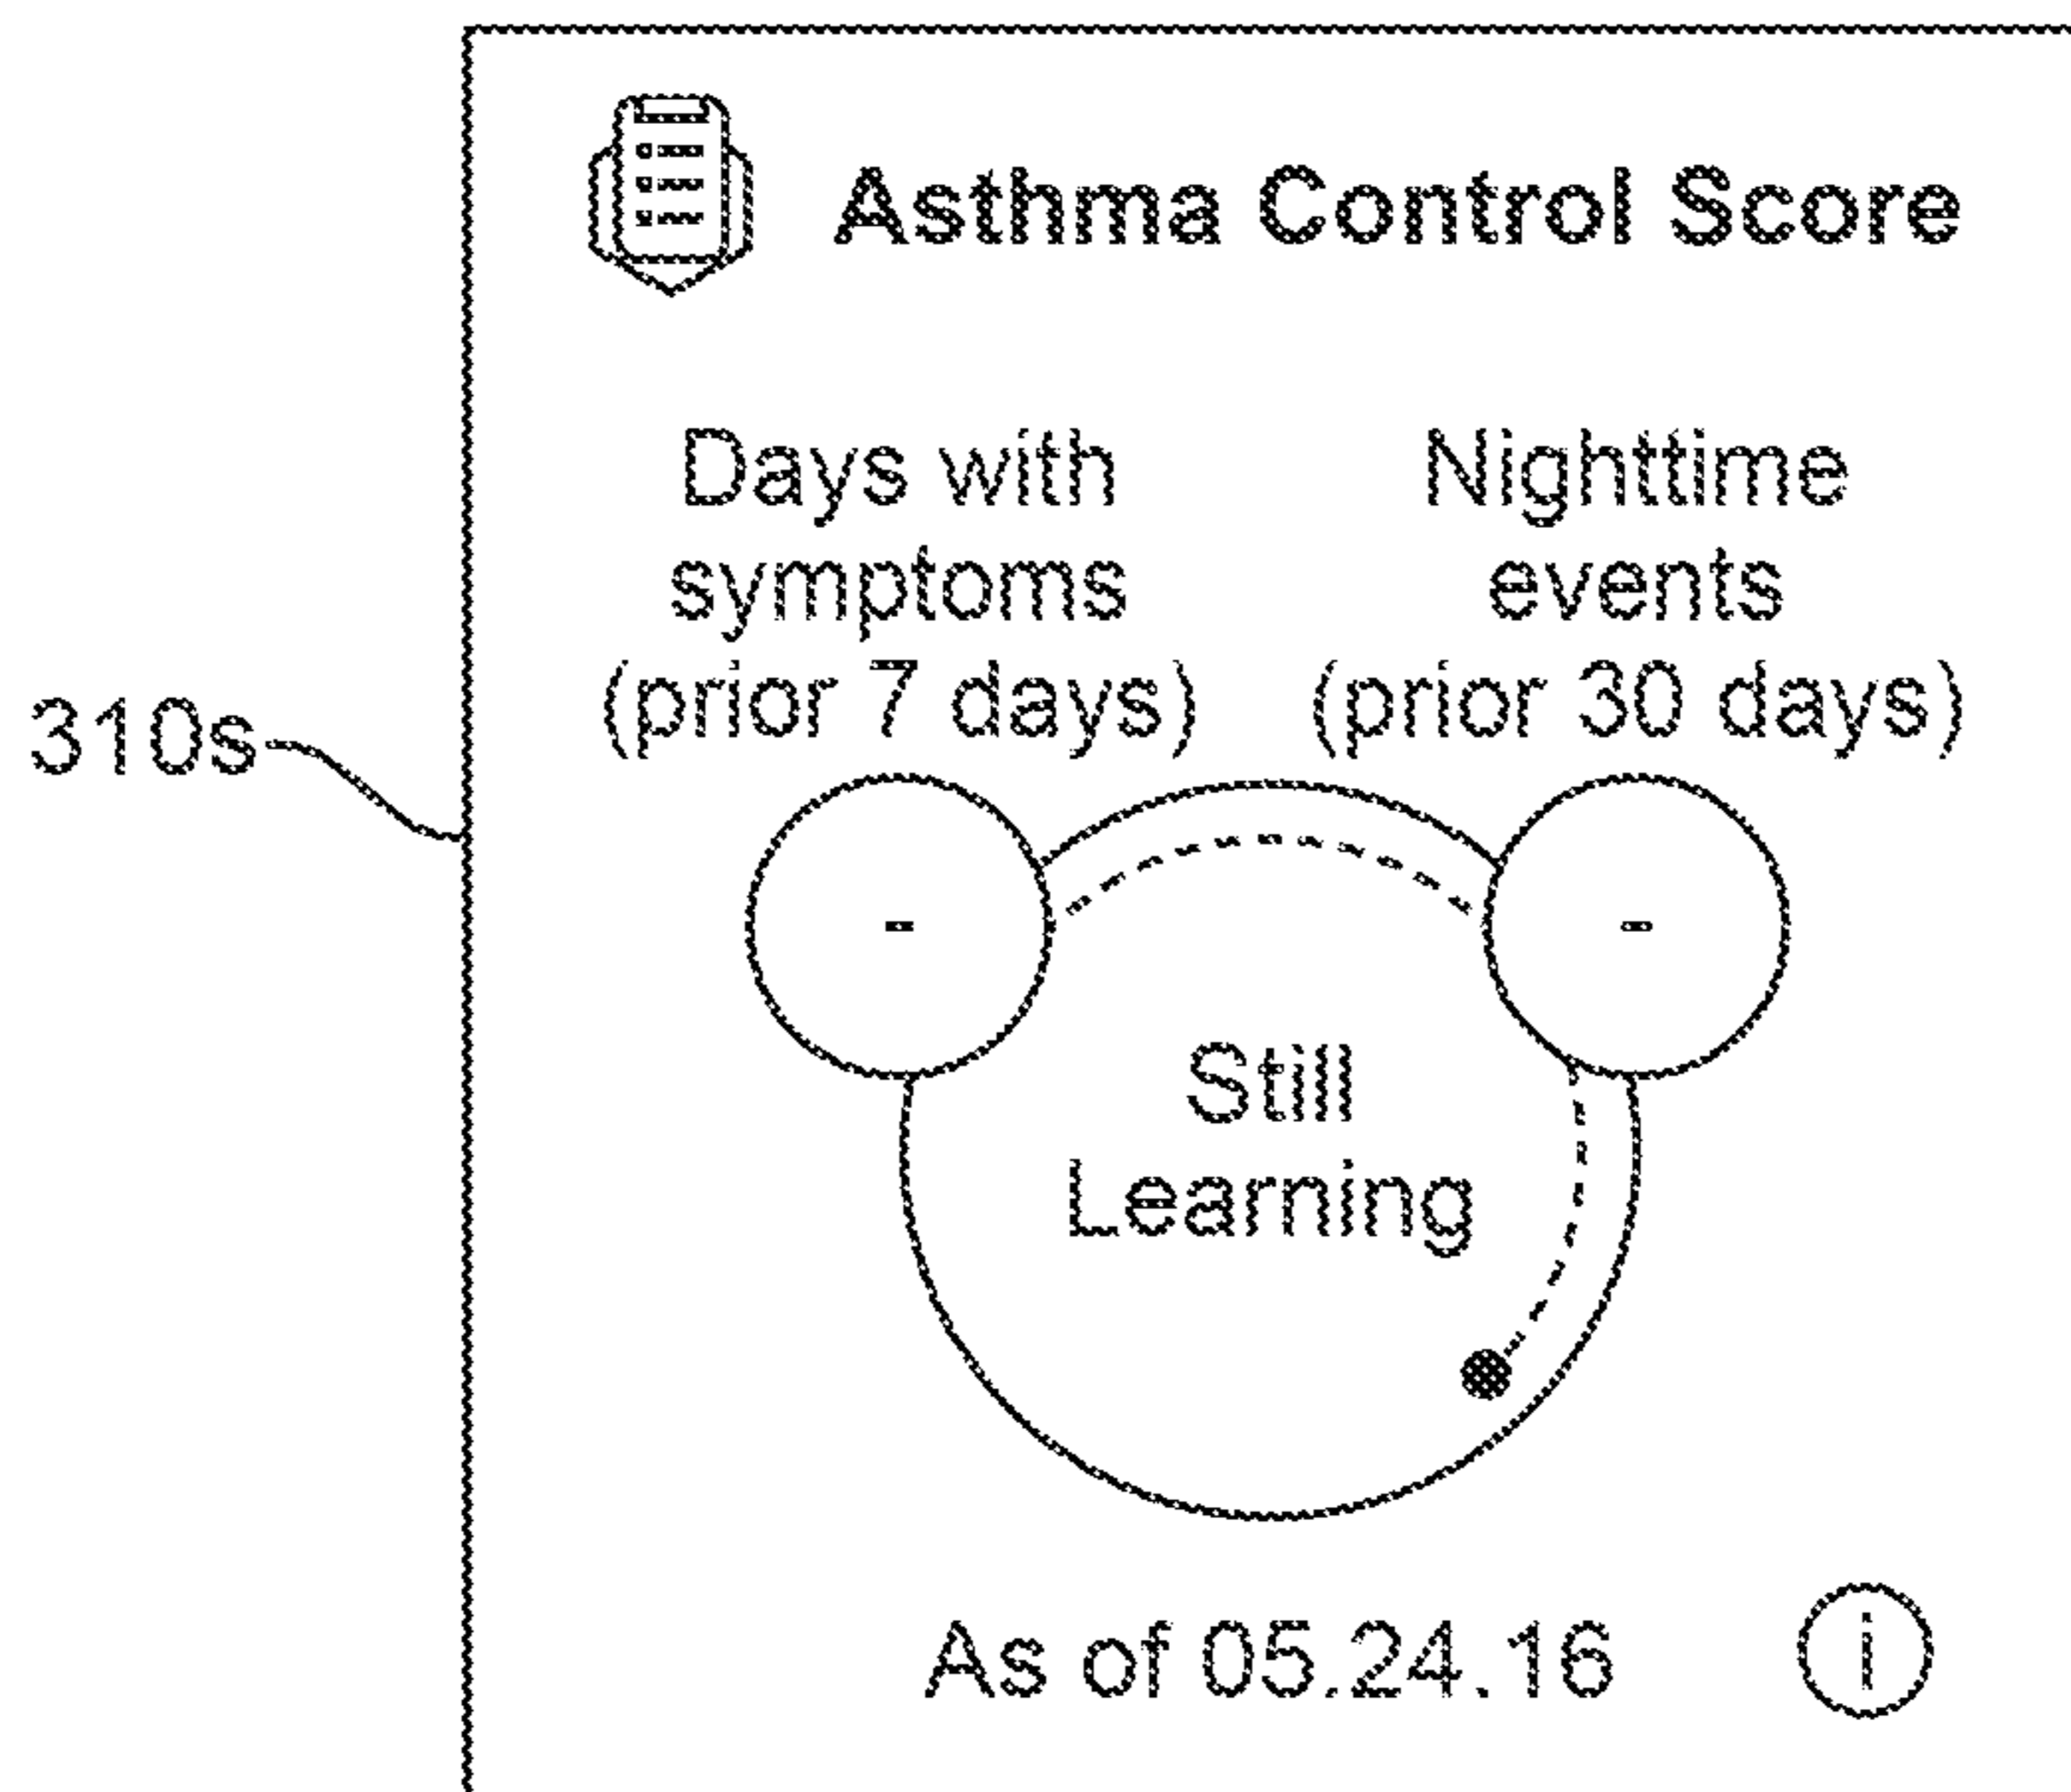 Asthma Control Score
Days with
symptoms
(prior 7 days)
Nighttime
events
(prior 30 days)
310s
-
-
Still
Learning
As of 05.24.16
i